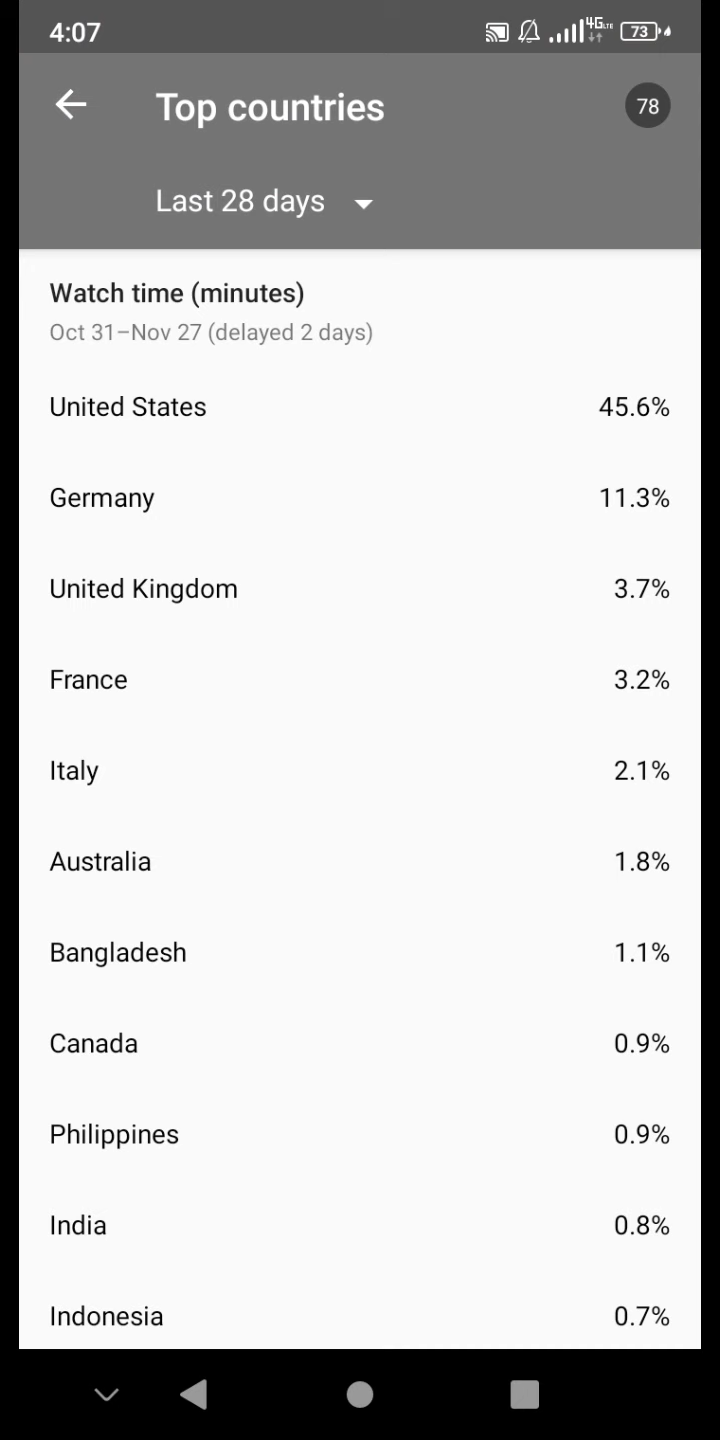 4:07
4G LTE
73
Top countries
78
Last 28 days
Watch time (minutes)
Oct 31–Nov 27 (delayed 2 days)
United States 45.6%
Germany 11.3%
United Kingdom 3.7%
France 3.2%
Italy 2.1%
Australia 1.8%
Bangladesh 1.1%
Canada 0.9%
Philippines 0.9%
India 0.8%
Indonesia 0.7%